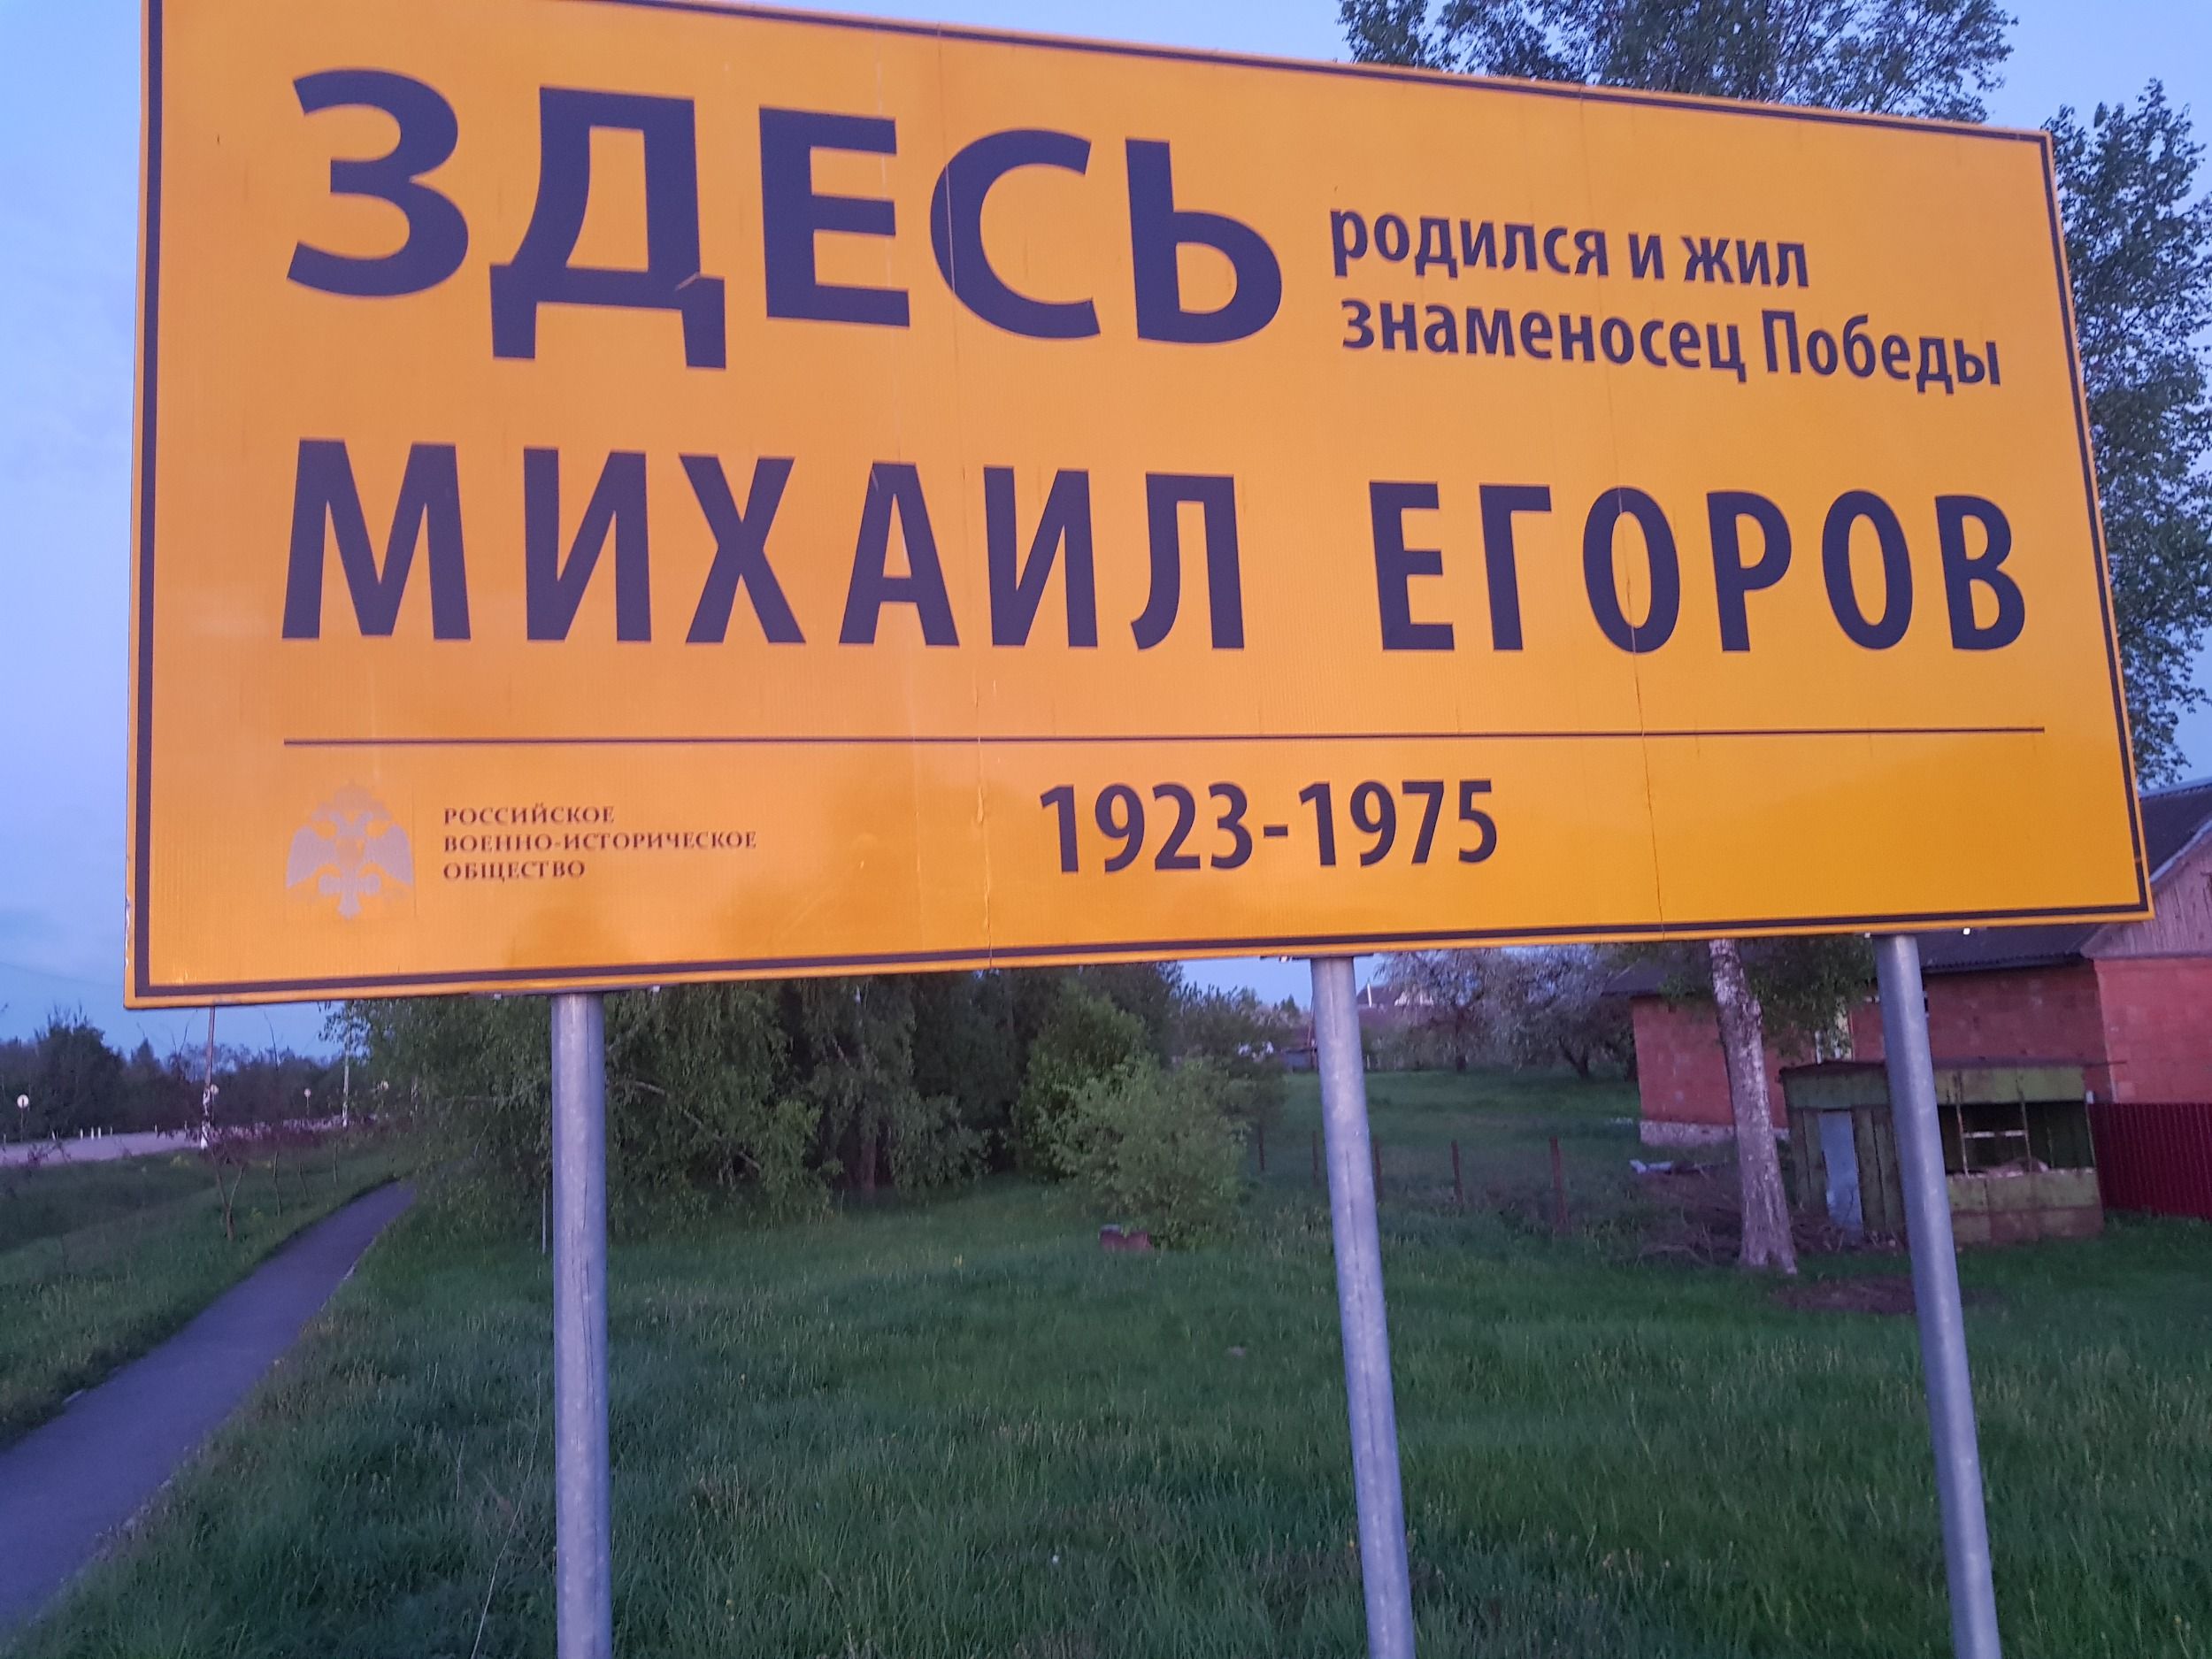 ЗДЕСЬ
родился и жил
знаменосец Победы
МИХАИЛ ЕГОРОВ
РОССИЙСКОЕ
ВОЕННО-ИСТОРИЧЕСКОЕ
ОБЩЕСТВО
1923-1975